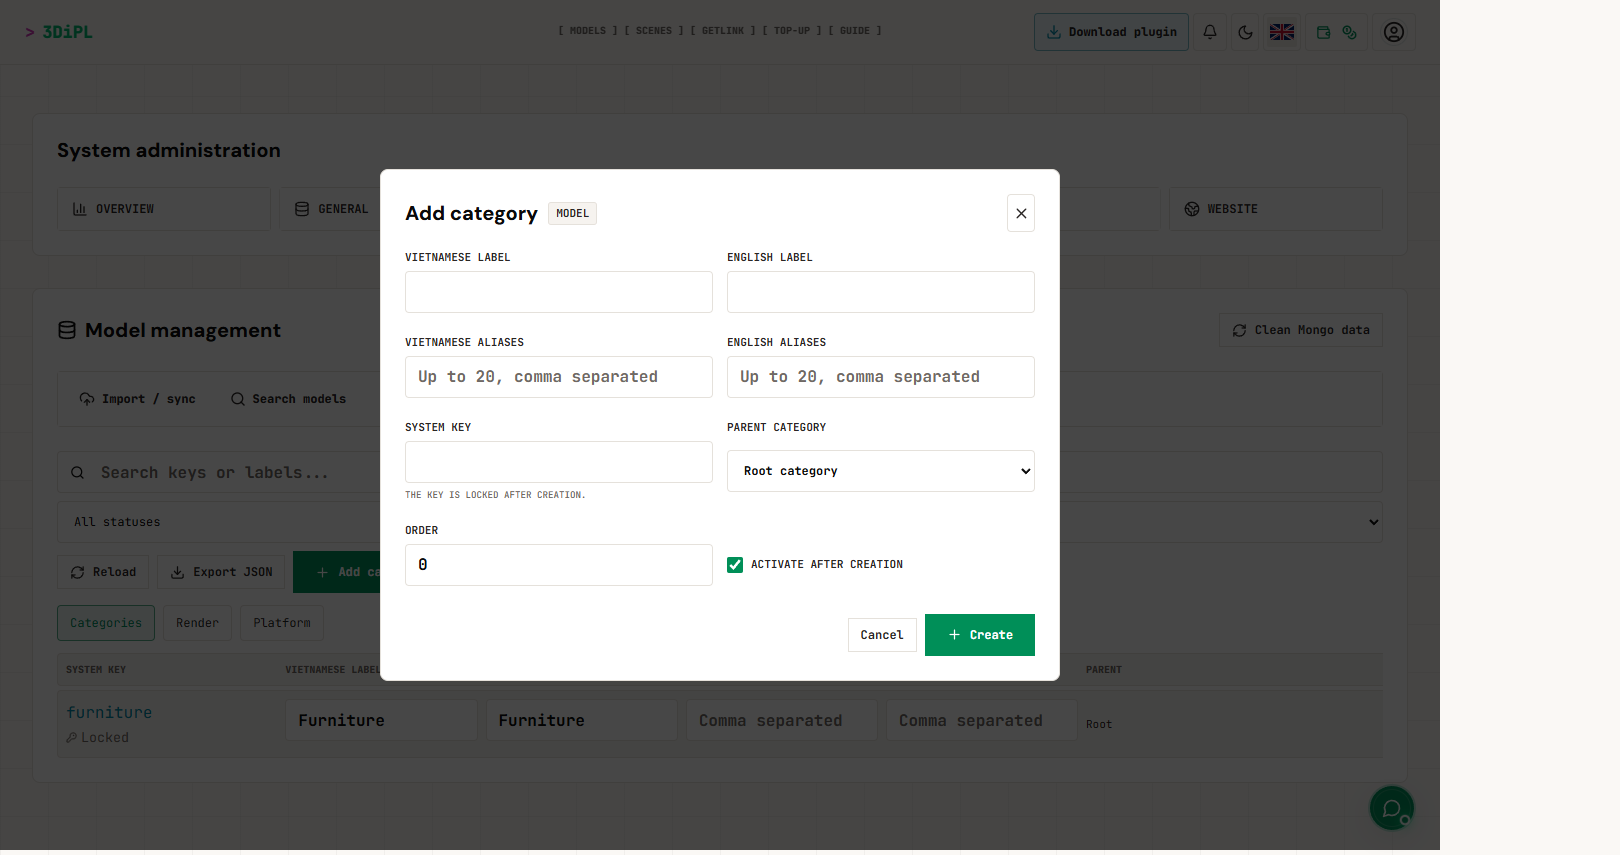 > 3DiPL
[ MODELS ] [ SCENES ] [ GETLINK ] [ TOP-UP ] [ GUIDE ]
Download plugin
System administration
OVERVIEW
GENERAL
WEBSITE
Model management
Clean Mongo data
Import / sync
Search models
Search keys or labels...
All statuses
Reload
Export JSON
Add ca
Categories
Render
Platform
SYSTEM KEY
VIETNAMESE LABEL
PARENT
furniture
Locked
Furniture
Furniture
Comma separated
Comma separated
Root
Add category
MODEL
VIETNAMESE LABEL
ENGLISH LABEL
VIETNAMESE ALIASES
ENGLISH ALIASES
Up to 20, comma separated
Up to 20, comma separated
SYSTEM KEY
PARENT CATEGORY
Root category
THE KEY IS LOCKED AFTER CREATION.
ORDER
0
ACTIVATE AFTER CREATION
Cancel
Create